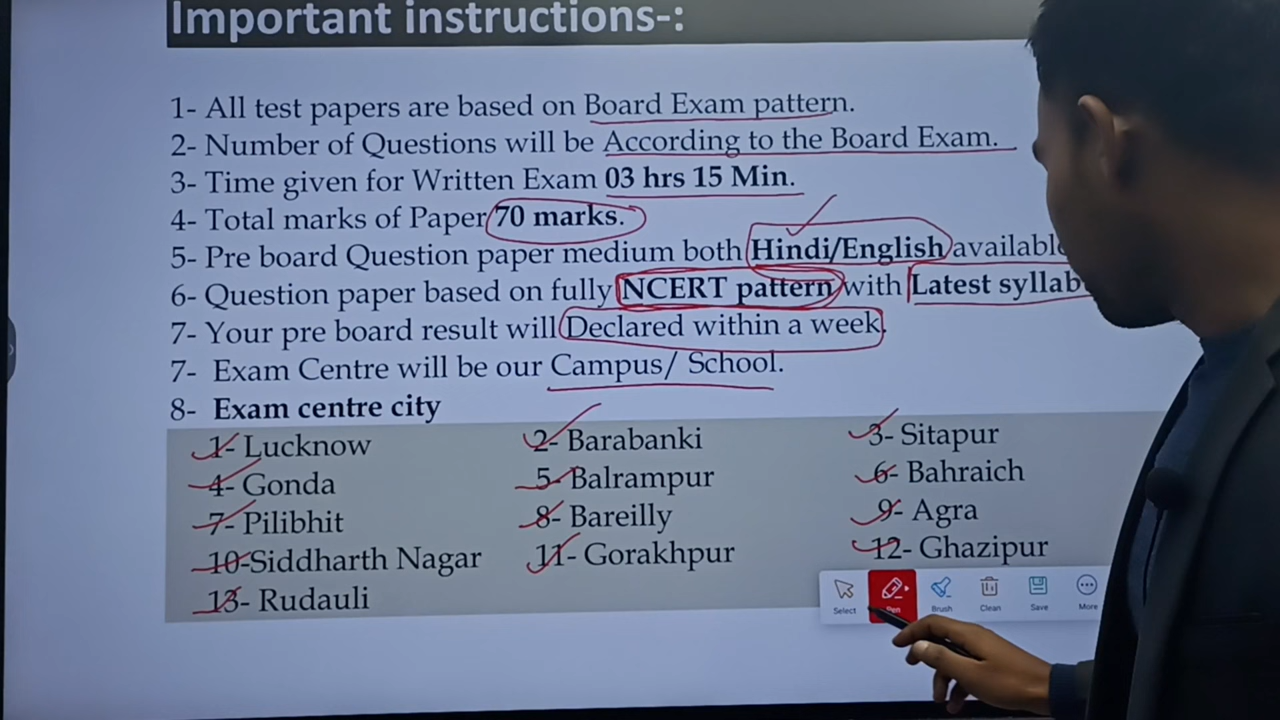 Important instructions-:
1- All test papers are based on Board Exam pattern.
2- Number of Questions will be According to the Board Exam.
3- Time given for Written Exam 03 hrs 15 Min.
4- Total marks of Paper 70 marks.
5- Pre board Question paper medium both Hindi/English
6- Question paper based on fully NCERT pattern with Latest
7- Your pre board result will Declared within a week.
7- Exam Centre will be our Campus/ School.
8- Exam centre city
1- Lucknow 2- Barabanki 3- Sitapur
4- Gonda 5- Balrampur 6- Bahraich
7- Pilibhit 8- Bareilly 9- Agra
10-Siddharth Nagar 11- Gorakhpur 12- Ghazipur
13- Rudauli
Select Pen Brush Clean Save More